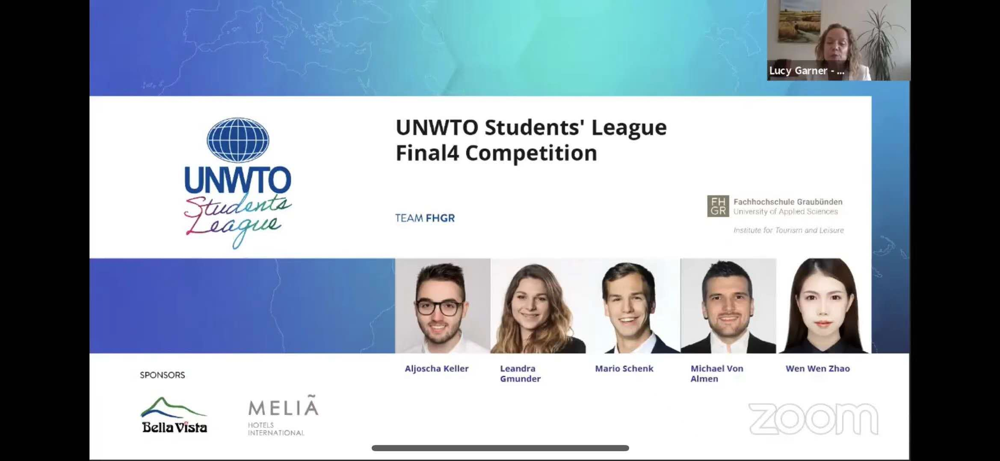 Lucy Garner - ...
UNWTO Students' League
Final4 Competition
UNWTO
Students
League
TEAM FHGR
FH
GR
Fachhochschule Graubünden
University of Applied Sciences
Institute for Tourism and Leisure
Aljoscha Keller
Leandra
Gmunder
Mario Schenk
Michael Von
Almen
Wen Wen Zhao
SPONSORS
Bella Vista
MELIÃ
HOTELS
INTERNATIONAL
zoom